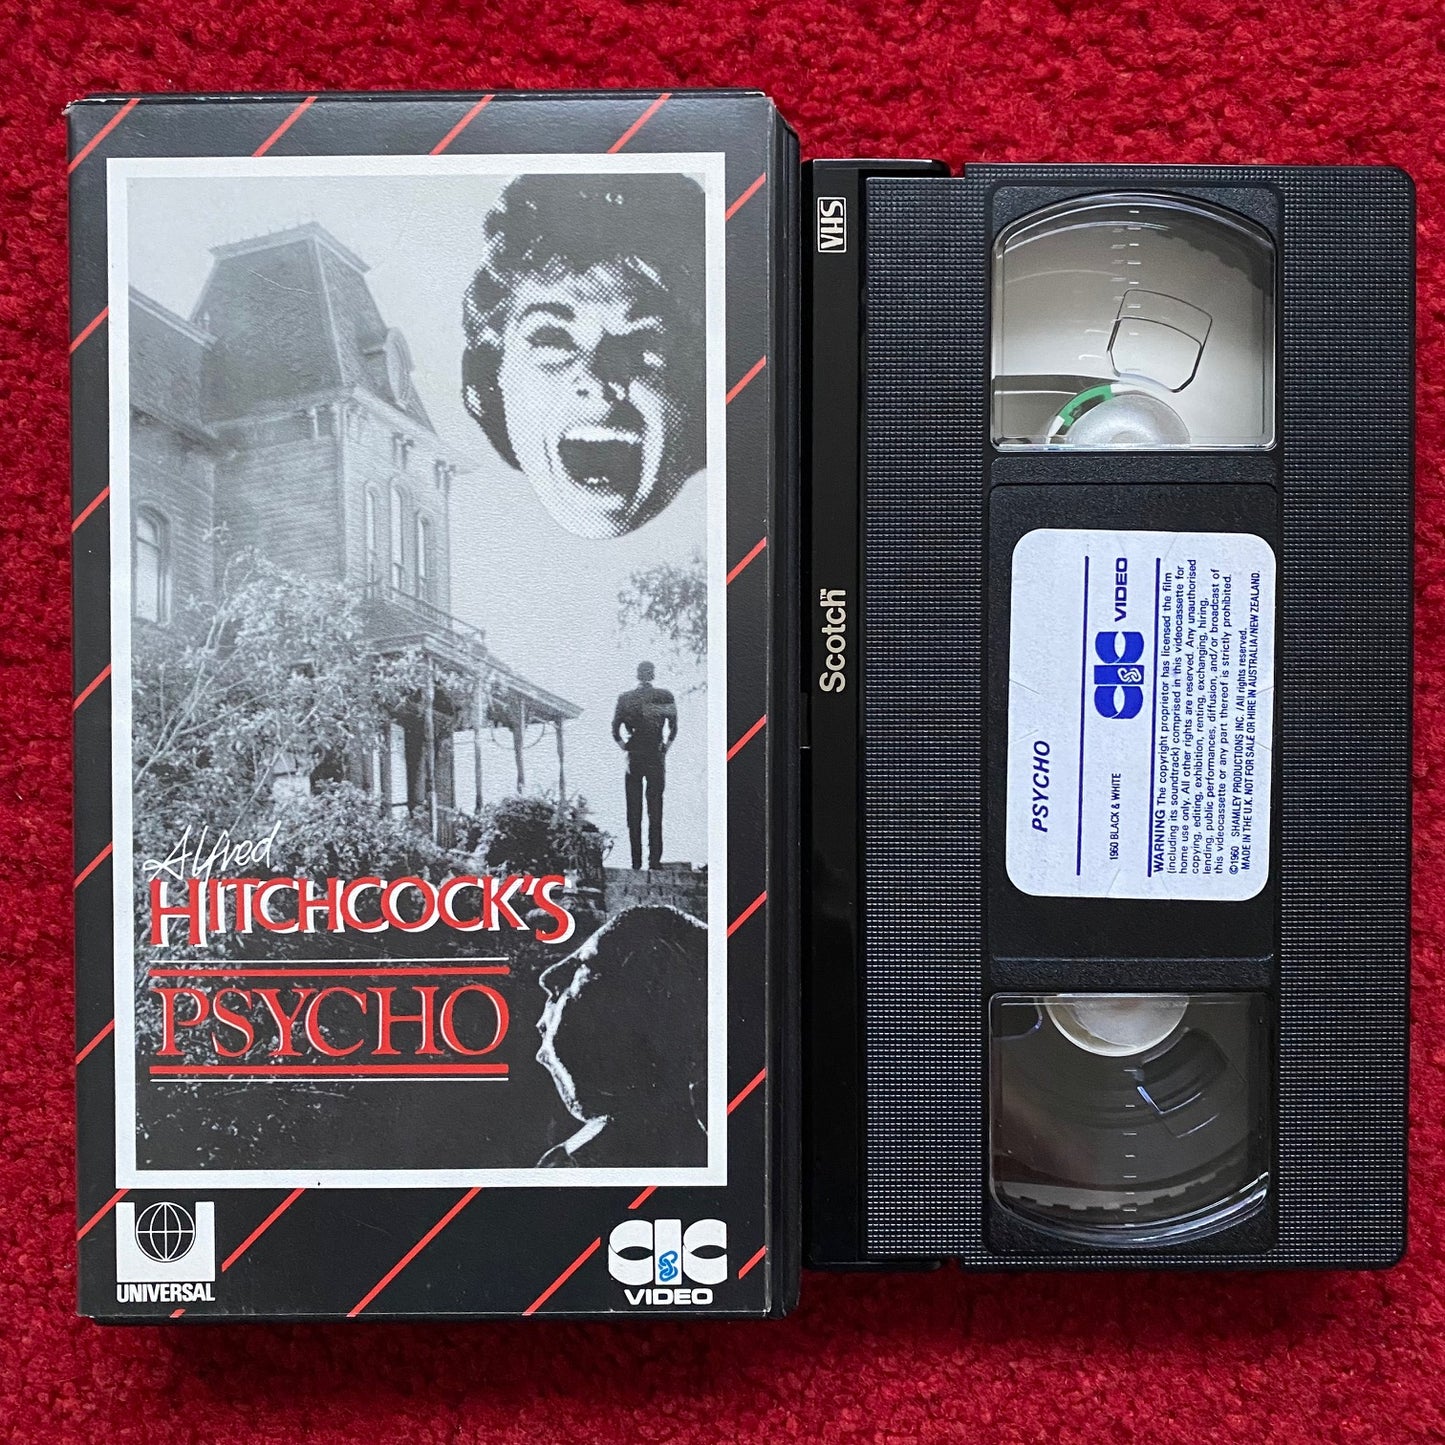 Alfred
HITCHCOCK'S
PSYCHO
UNIVERSAL
CIC
VIDEO
VHS
Scotch™
PSYCHO
1960 BLACK & WHITE
CIC
VIDEO
WARNING The copyright proprietor has licensed the film
(including its soundtrack) comprised in this videocassette for
home use only. All other rights are reserved. Any unauthorised
copying, editing, exhibition, renting, exchanging, hiring,
lending, public performances, diffusion, and/or broadcast of
this videocassette or any part thereof is strictly prohibited.
©1960 SHAMLEY PRODUCTIONS INC. /All rights reserved.
MADE IN THE U.K. NOT FOR SALE OR HIRE IN AUSTRALIA/NEW ZEALAND.